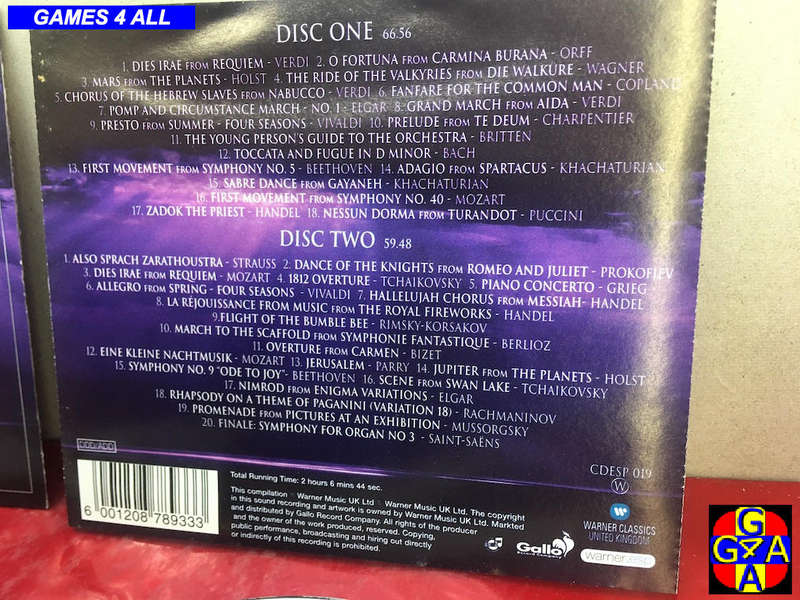 GAMES 4 ALL
DISC ONE 66.56
1. DIES IRAE FROM REQUIEM - VERDI 2. O FORTUNA FROM CARMINA BURANA - ORFF
3. MARS FROM THE PLANETS - HOLST 4. THE RIDE OF THE VALKYRIES FROM DIE WALKÜRE - WAGNER
5. CHORUS OF THE HEBREW SLAVES FROM NABUCCO - VERDI 6. FANFARE FOR THE COMMON MAN - COPLAND
7. POMP AND CIRCUMSTANCE MARCH - NO. 1 - ELGAR 8. GRAND MARCH FROM AIDA - VERDI
9. PRESTO FROM SUMMER - FOUR SEASONS - VIVALDI 10. PRELUDE FROM TE DEUM - CHARPENTIER
11. THE YOUNG PERSON'S GUIDE TO THE ORCHESTRA - BRITTEN
12. TOCCATA AND FUGUE IN D MINOR - BACH
13. FIRST MOVEMENT FROM SYMPHONY NO. 5 - BEETHOVEN 14. ADAGIO FROM SPARTACUS - KHACHATURIAN
15. SABRE DANCE FROM GAYANEH - KHACHATURIAN
16. FIRST MOVEMENT FROM SYMPHONY NO. 40 - MOZART
17. ZADOK THE PRIEST - HANDEL 18. NESSUN DORMA FROM TURANDOT - PUCCINI
DISC TWO 59.48
1. ALSO SPRACH ZARATHOUSTRA - STRAUSS 2. DANCE OF THE KNIGHTS FROM ROMEO AND JULIET - PROKOFIEV
3. DIES IRAE FROM REQUIEM - MOZART 4. 1812 OVERTURE - TCHAIKOVSKY 5. PIANO CONCERTO - GRIEG
6. ALLEGRO FROM SPRING - FOUR SEASONS - VIVALDI 7. HALLELUJAH CHORUS FROM MESSIAH- HANDEL
8. LA RÉJOUISSANCE FROM MUSIC FROM THE ROYAL FIREWORKS - HANDEL
9.FLIGHT OF THE BUMBLE BEE - RIMSKY-KORSAKOV
10. MARCH TO THE SCAFFOLD FROM SYMPHONIE FANTASTIQUE - BERLIOZ
11. OVERTURE FROM CARMEN - BIZET
12. EINE KLEINE NACHTMUSIK - MOZART 13. JERUSALEM - PARRY 14. JUPITER FROM THE PLANETS - HOLST
15. SYMPHONY NO. 9 "ODE TO JOY"- BEETHOVEN 16. SCENE FROM SWAN LAKE - TCHAIKOVSKY
17. NIMROD FROM ENIGMA VARIATIONS - ELGAR
18. RHAPSODY ON A THEME OF PAGANINI (VARIATION 18) - RACHMANINOV
19. PROMENADE FROM PICTURES AT AN EXHIBITION - MUSSORGSKY
20. FINALE: SYMPHONY FOR ORGAN NO 3 - SAINT-SAËNS
DDD/ADD
CDESP 019
W
6 001208 789333
Total Running Time: 2 hours 6 mins 44 sec.
This compilation ℗ Warner Music UK Ltd © Warner Music UK Ltd. The copyright
in this sound recording and artwork is owned by Warner Music UK Ltd. Markted
and distributed by Gallo Record Company. All rights of the producer
and the owner of the work produced, reserved. Copying,
public performance, broadcasting and hiring out directly
or indirectly of this recording is prohibited.
Gallo
WARNER CLASSICS
UNITED KINGDOM
warner
G
G4A
A